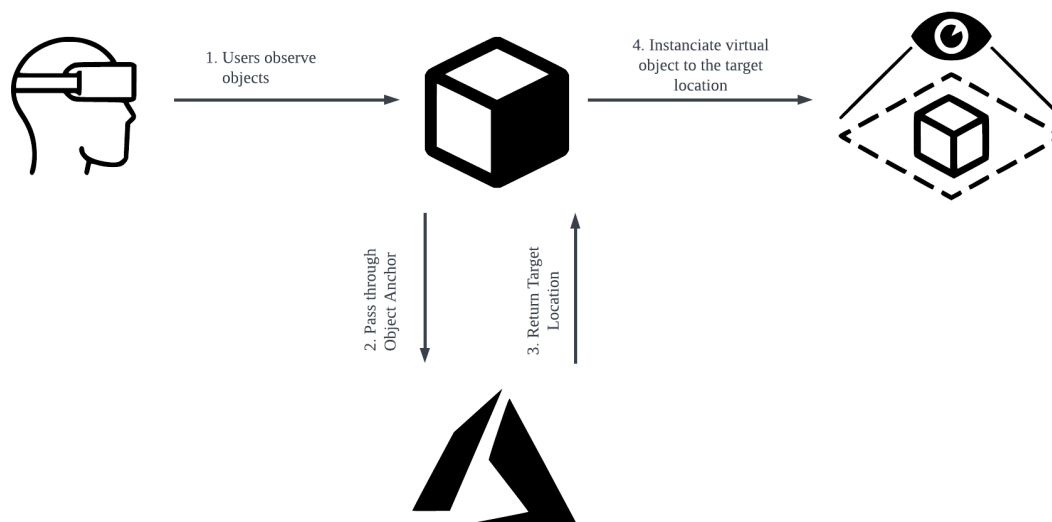 1. Users observe
objects
4. Instanciate virtual
object to the target
location
2. Pass through
Object Anchor
3. Return Target
Location